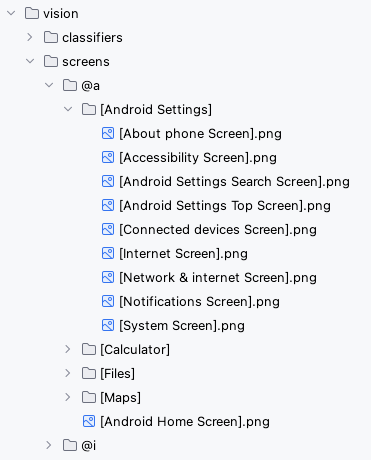 vision
classifiers
screens
@a
[Android Settings]
[About phone Screen].png
[Accessibility Screen].png
[Android Settings Search Screen].png
[Android Settings Top Screen].png
[Connected devices Screen].png
[Internet Screen].png
[Network & internet Screen].png
[Notifications Screen].png
[System Screen].png
[Calculator]
[Files]
[Maps]
[Android Home Screen].png
@i